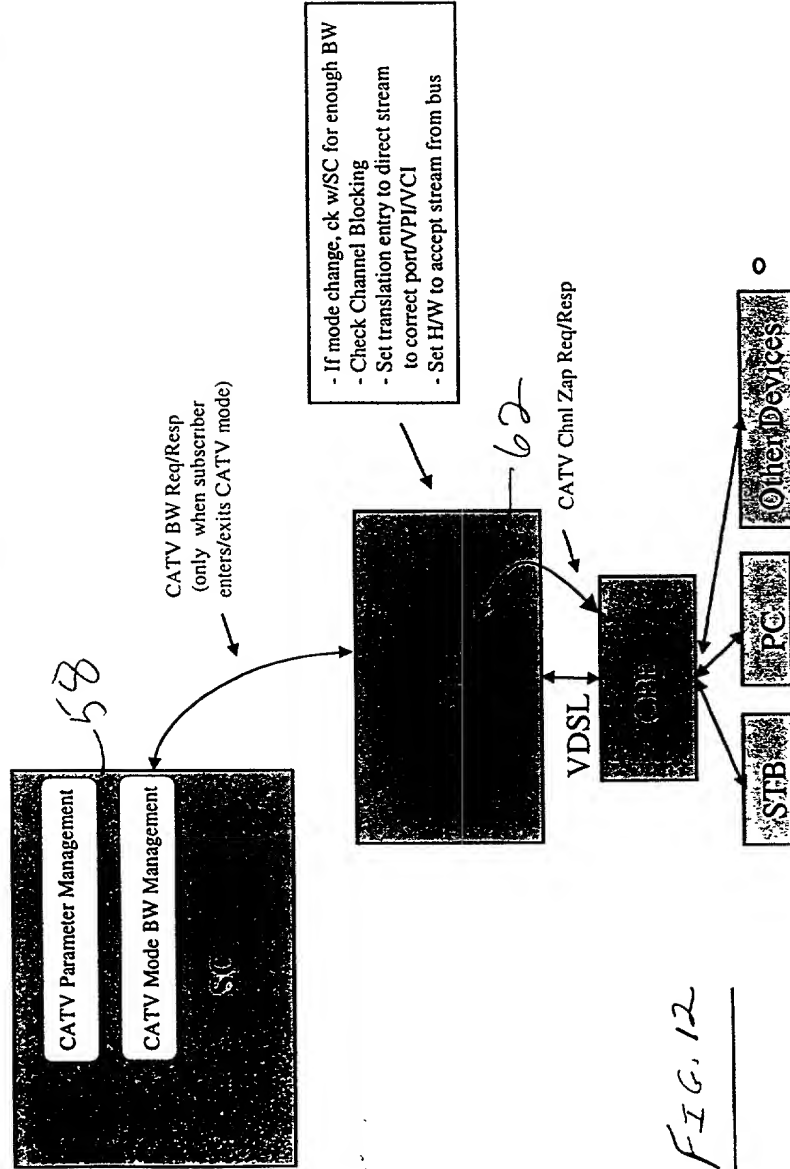 CATV Parameter Management
58
CATV Mode BW Management
SC
CATV BW Req/Resp
(only when subscriber
enters/exits CATV mode)
- If mode change, ck w/SC for enough BW
- Check Channel Blocking
- Set translation entry to direct stream
to correct port/VPI/VCI
- Set H/W to accept stream from bus
62
CATV Chnl Zap Req/Resp
VDSL
CPE
STB
PC
Other Devices
o
FIG. 12